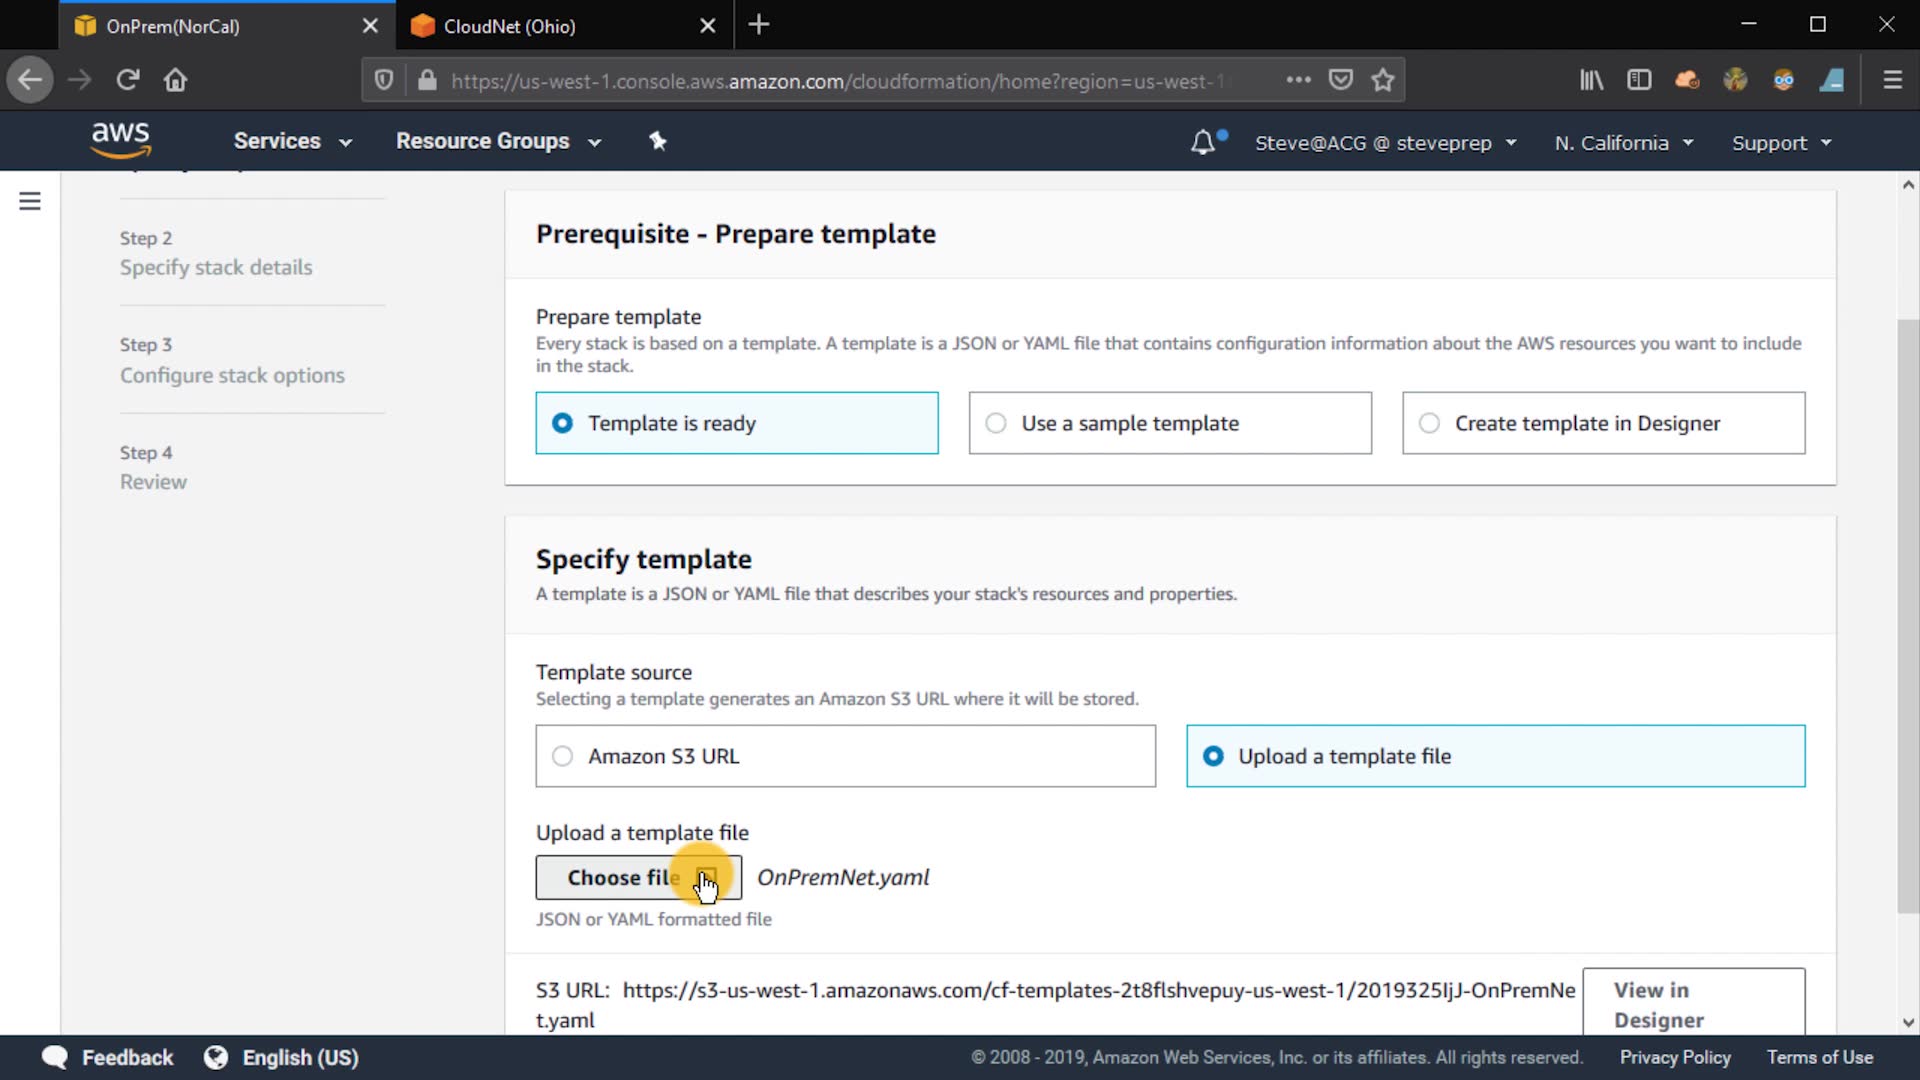 OnPrem(NorCal)
CloudNet (Ohio)
https://us-west-1.console.aws.amazon.com/cloudformation/home?region=us-west-1
aws
Services
Resource Groups
Steve@ACG @ steveprep
N. California
Support
Step 2
Specify stack details
Step 3
Configure stack options
Step 4
Review
Prerequisite - Prepare template
Prepare template
Every stack is based on a template. A template is a JSON or YAML file that contains configuration information about the AWS resources you want to include
in the stack.
Template is ready
Use a sample template
Create template in Designer
Specify template
A template is a JSON or YAML file that describes your stack's resources and properties.
Template source
Selecting a template generates an Amazon S3 URL where it will be stored.
Amazon S3 URL
Upload a template file
Upload a template file
Choose file
OnPremNet.yaml
JSON or YAML formatted file
S3 URL: https://s3-us-west-1.amazonaws.com/cf-templates-2t8flshvepuy-us-west-1/2019325IjJ-OnPremNe
t.yaml
View in
Designer
Feedback
English (US)
© 2008 - 2019, Amazon Web Services, Inc. or its affiliates. All rights reserved.
Privacy Policy
Terms of Use